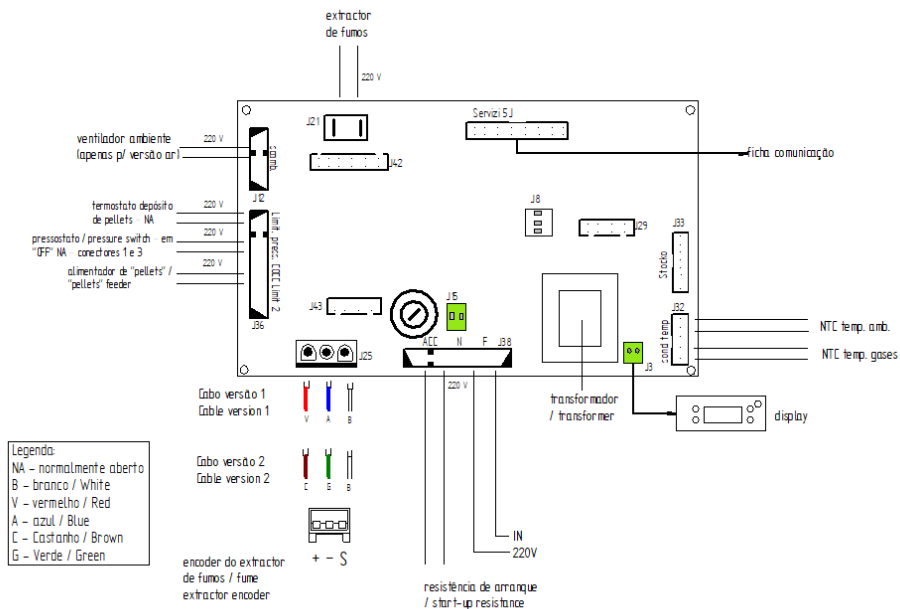 extractor
de fumos
220 V
J21
Servizi 5J
ventilador ambiente
(apenas p/ versão ar)
220 V
scamb.
J42
ficha comunicação
J12
J8
termostato depósito
de pellets - NA
220 V
J29
J33
pressostato / pressure switch - em
"OFF" NA - conectores 1 e 3
220 V
Limit. press. COCC Limit 2
Stocko
alimentador de "pellets" /
"pellets" feeder
220 V
J43
J15
J32
J36
sond temp
NTC temp. amb.
ACC N F J38
J25
J3
NTC temp. gases
220 V
Cabo versão 1
Cable version 1
V A B
transformador
/ transformer
display
Cabo versão 2
Cable version 2
C G B
Legenda:
NA - normalmente aberto
B - branco / White
V - vermelho / Red
A - azul / Blue
C - Castanho / Brown
G - Verde / Green
IN
220V
+ - S
encoder do extractor
de fumos / fume
extractor encoder
resistência de arranque
/ start-up resistance